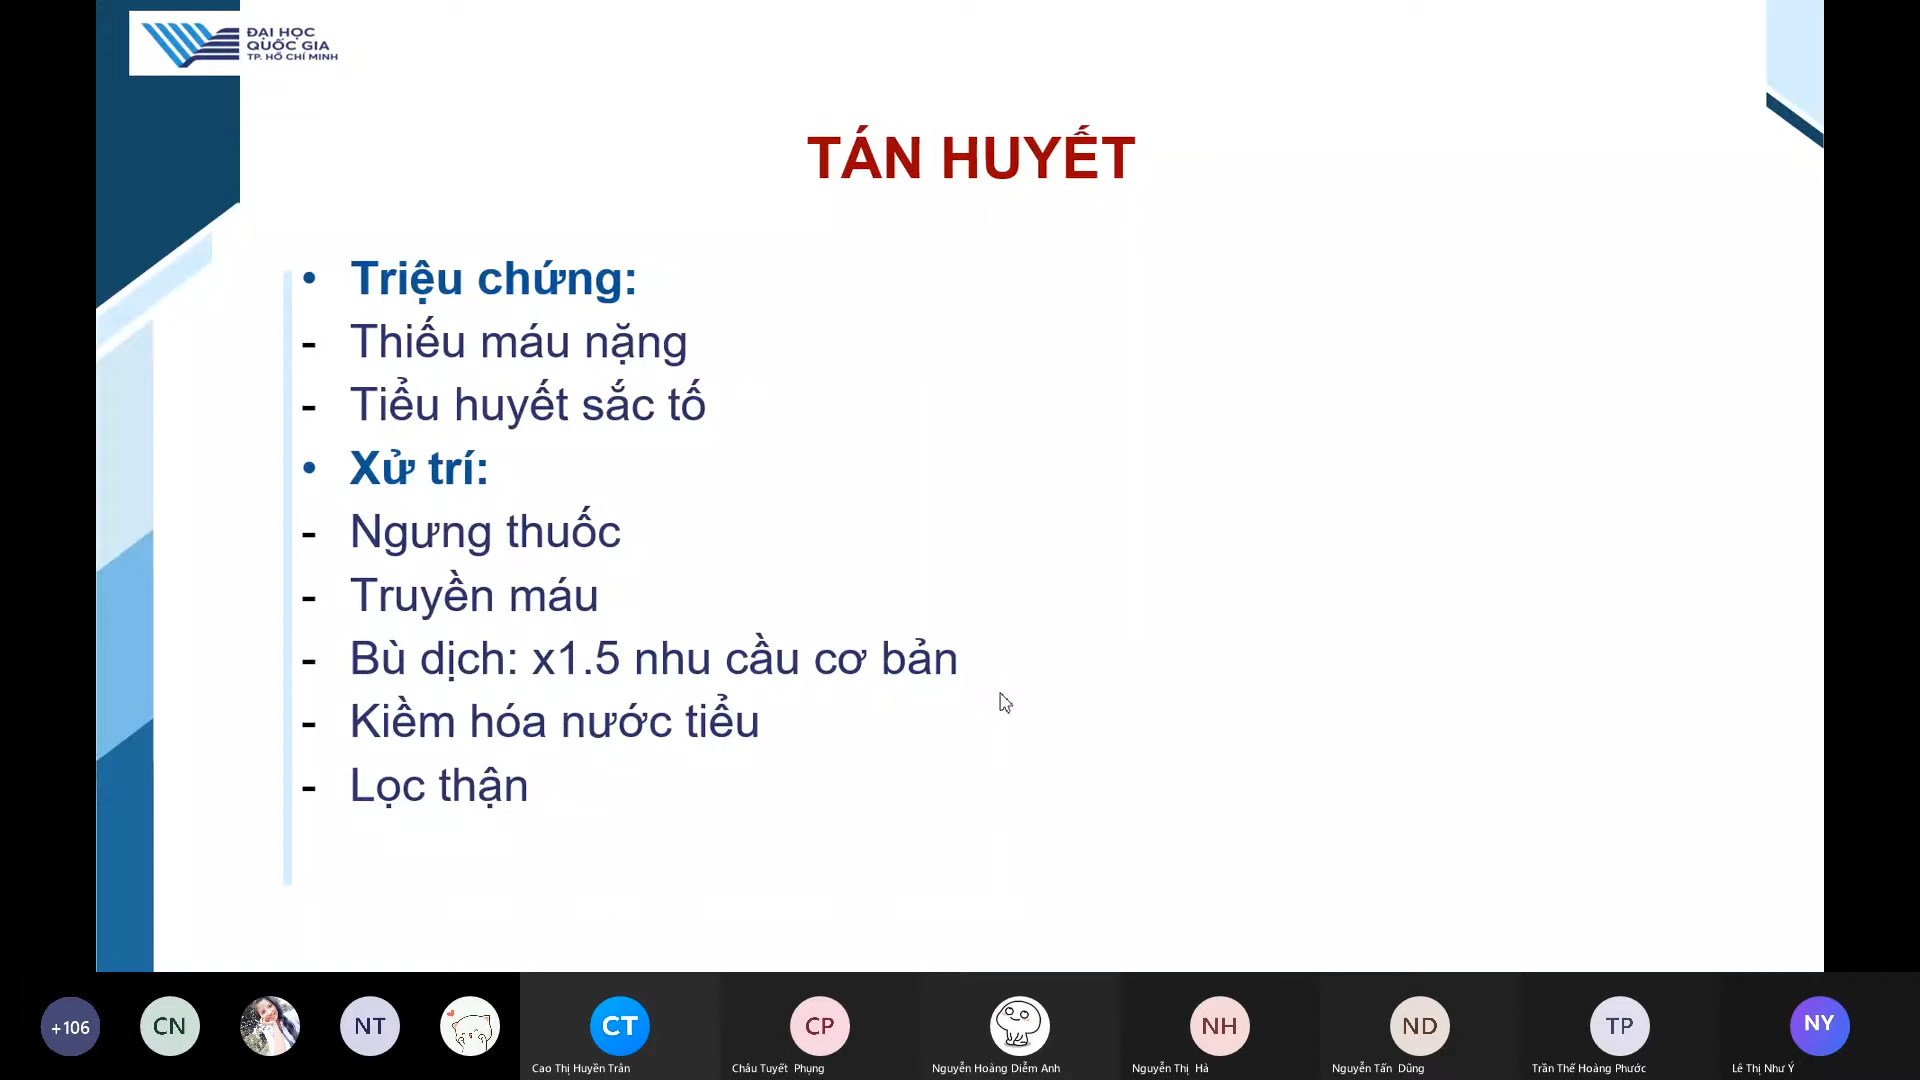 ĐẠI HỌC
QUỐC GIA
TP. HỒ CHÍ MINH
TÁN HUYẾT
• Triệu chứng:
- Thiếu máu nặng
- Tiểu huyết sắc tố
• Xử trí:
- Ngưng thuốc
- Truyền máu
- Bù dịch: x1.5 nhu cầu cơ bản
- Kiềm hóa nước tiểu
- Lọc thận
+106
CN
NT
CT
CP
NH
ND
TP
NY
Cao Thị Huyền Trân
Châu Tuyết Phụng
Nguyễn Hoàng Diễm Anh
Nguyễn Thị Hà
Nguyễn Tấn Dũng
Trần Thế Hoàng Phước
Lê Thị Như Ý